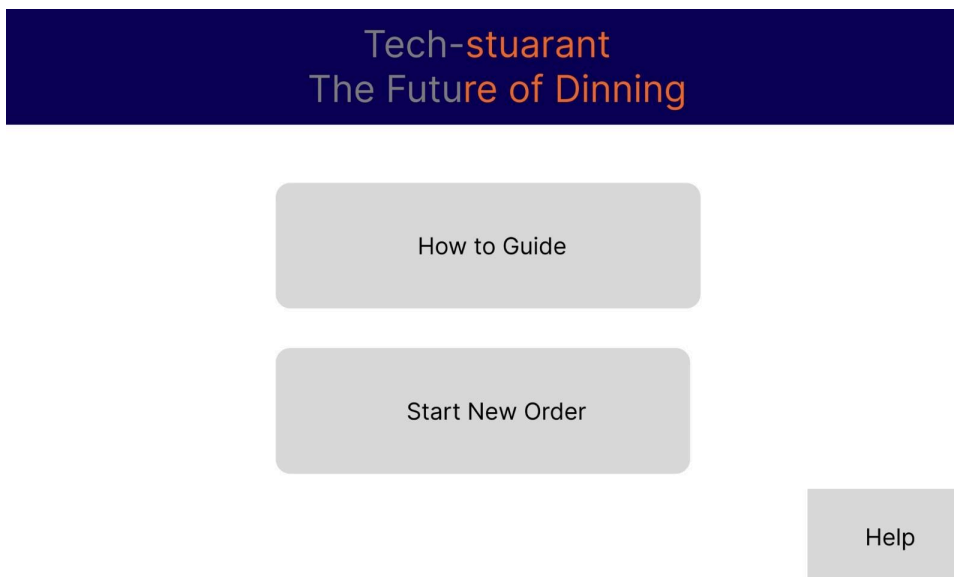 Tech-stuarant
The Future of Dinning
How to Guide
Start New Order
Help